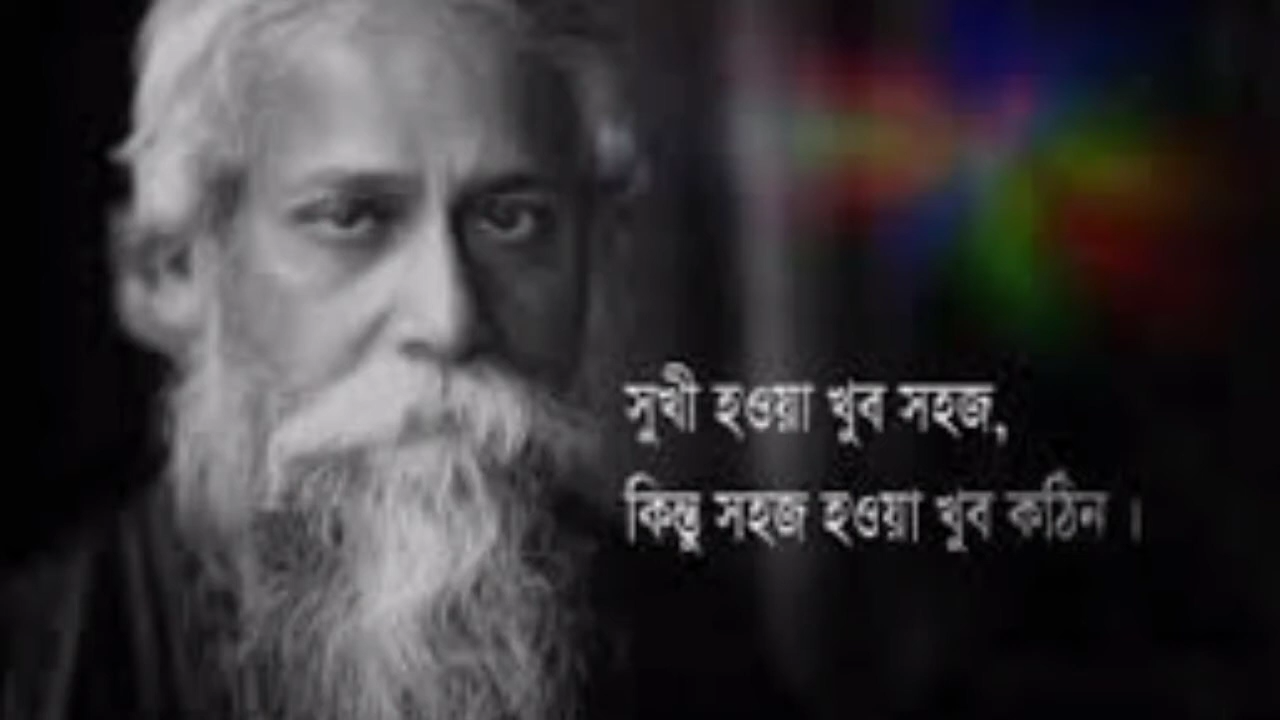 সুখী হওয়া খুব সহজ,
কিন্তু সহজ হওয়া খুব কঠিন ।